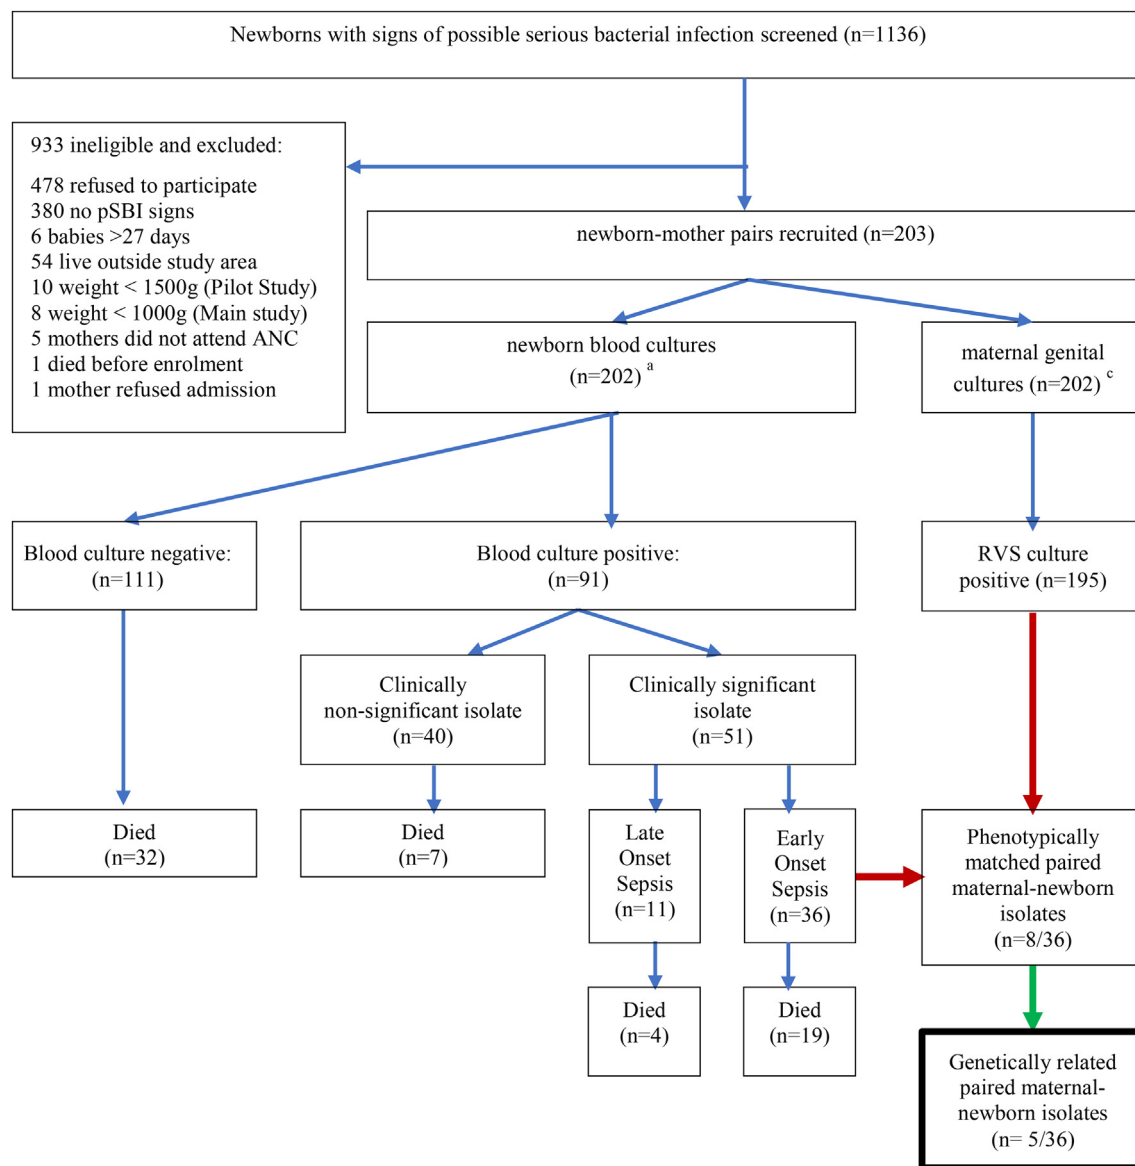 Newborns with signs of possible serious bacterial infection screened (n=1136)
933 ineligible and excluded:
478 refused to participate
380 no pSBI signs
6 babies >27 days
54 live outside study area
10 weight < 1500g (Pilot Study)
8 weight < 1000g (Main study)
5 mothers did not attend ANC
1 died before enrolment
1 mother refused admission
newborn-mother pairs recruited (n=203)
newborn blood cultures
(n=202) a
maternal genital
cultures (n=202) c
Blood culture negative:
(n=111)
Blood culture positive:
(n=91)
RVS culture
positive (n=195)
Clinically
non-significant isolate
(n=40)
Clinically significant
isolate
(n=51)
Died
(n=32)
Died
(n=7)
Late
Onset
Sepsis
(n=11)
Early
Onset
Sepsis
(n=36)
Phenotypically
matched paired
maternal-newborn
isolates
(n=8/36)
Died
(n=4)
Died
(n=19)
Genetically related
paired maternal-
newborn isolates
(n= 5/36)